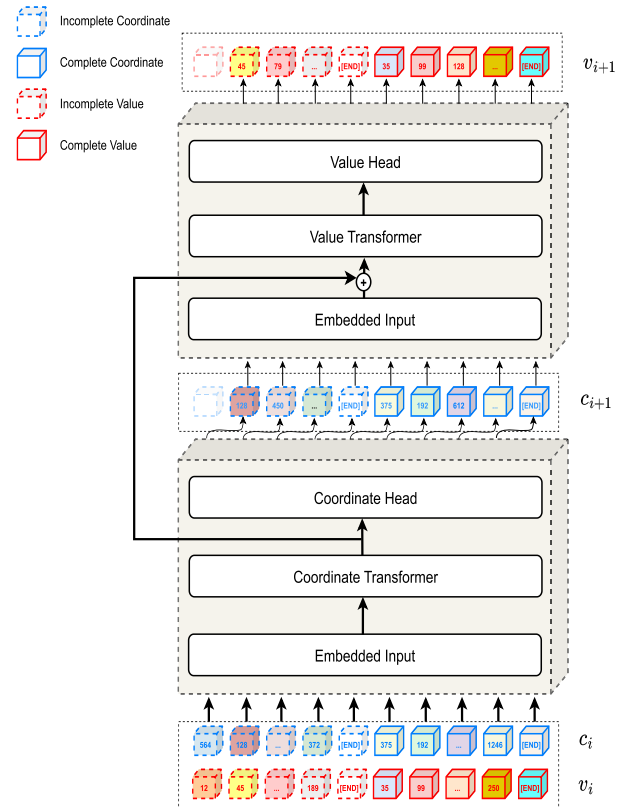 Incomplete Coordinate
Complete Coordinate
Incomplete Value
Complete Value
45 79 ... [END] 35 99 128 ... [END]
v_{i+1}
Value Head
Value Transformer
+
Embedded Input
128 450 ... [END] 375 192 612 ... [END]
c_{i+1}
Coordinate Head
Coordinate Transformer
Embedded Input
564 128 ... 372 [END] 375 192 ... 1246 [END]
c_i
12 45 ... 189 [END] 35 99 ... 250 [END]
v_i